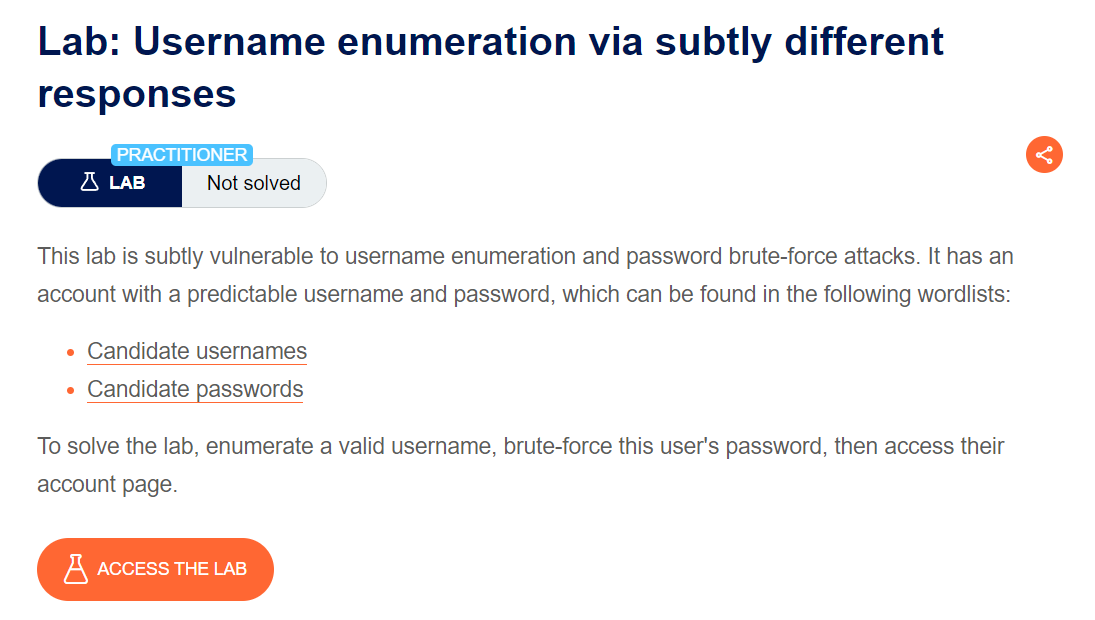 Lab: Username enumeration via subtly different
responses
PRACTITIONER
LAB
Not solved
This lab is subtly vulnerable to username enumeration and password brute-force attacks. It has an
account with a predictable username and password, which can be found in the following wordlists:
Candidate usernames
Candidate passwords
To solve the lab, enumerate a valid username, brute-force this user's password, then access their
account page.
ACCESS THE LAB